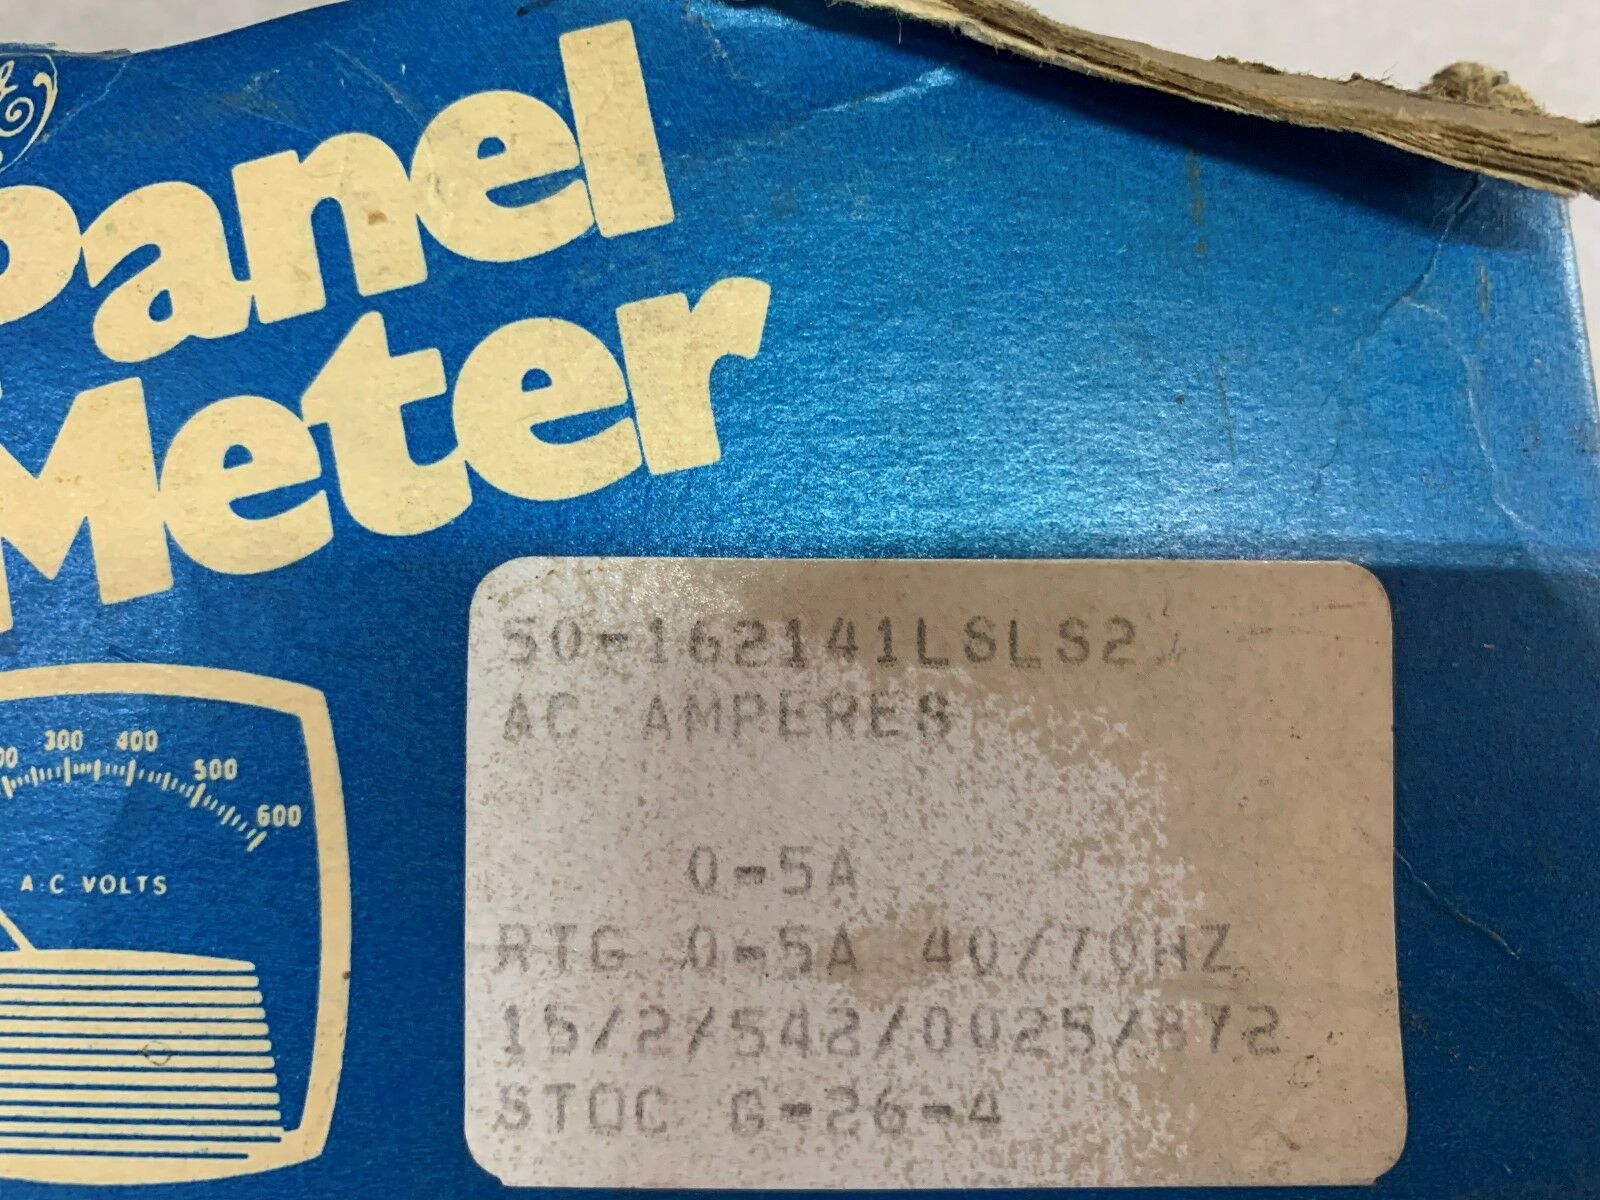 Panel
Meter
300 400 500 600
A·C VOLTS
50-162141LSLS2
AC AMPERES
0-5A
RTG 0-5A 40/70HZ
15/2/542/0025/872
STOC G-26-4